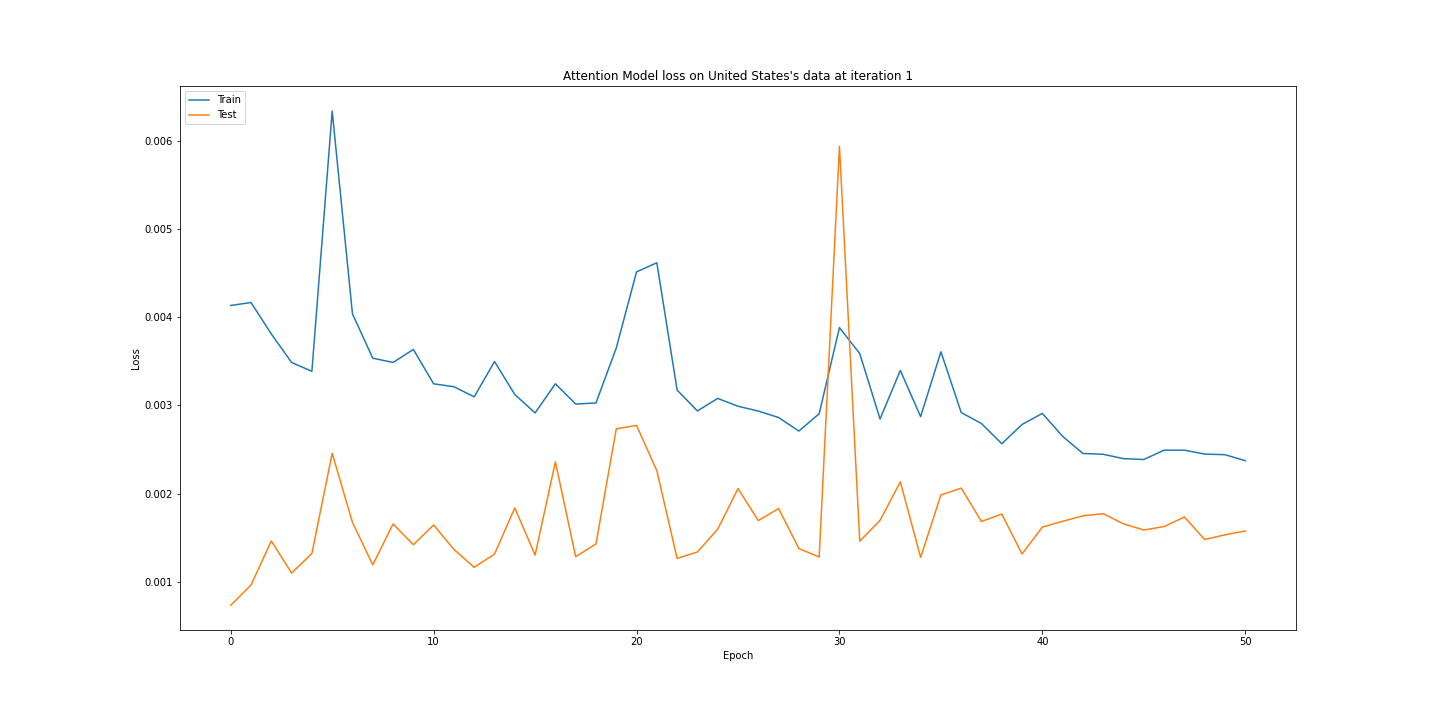 Attention Model loss on United States's data at iteration 1
Train
Test
0.006
0.005
0.004
0.003
0.002
0.001
Loss
0 10 20 30 40 50
Epoch